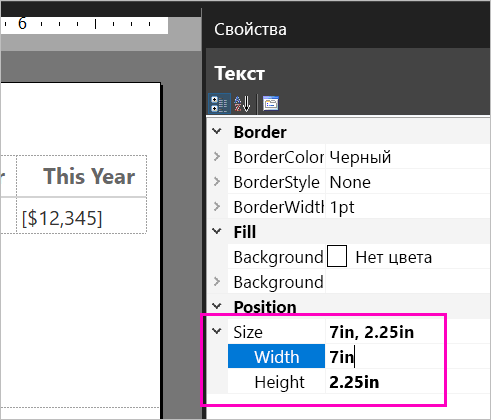 6
Свойства
Текст
Border
BorderColor Черный
BorderStyle None
BorderWidth 1pt
Fill
Background Нет цвета
Background
Position
Size 7in, 2.25in
Width 7in
Height 2.25in
r This Year
[$12,345]